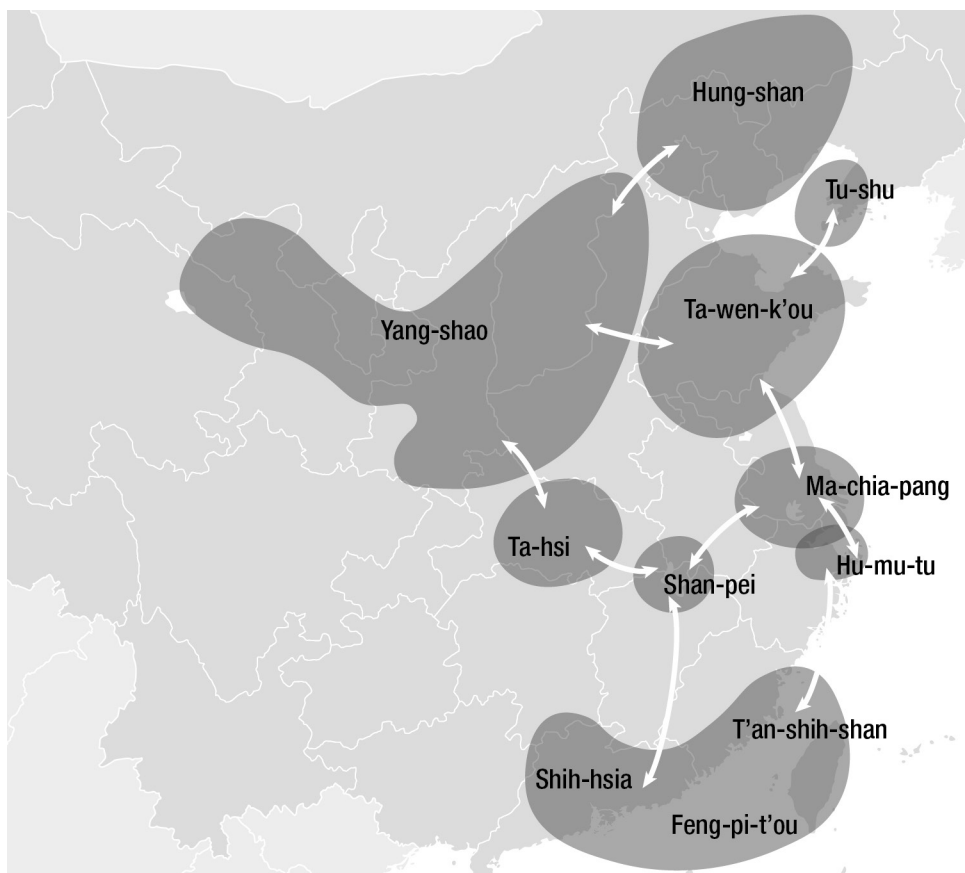 Hung-shan
Tu-shu
Ta-wen-k’ou
Yang-shao
Ma-chia-pang
Ta-hsi
Hu-mu-tu
Shan-pei
T’an-shih-shan
Shih-hsia
Feng-pi-t’ou